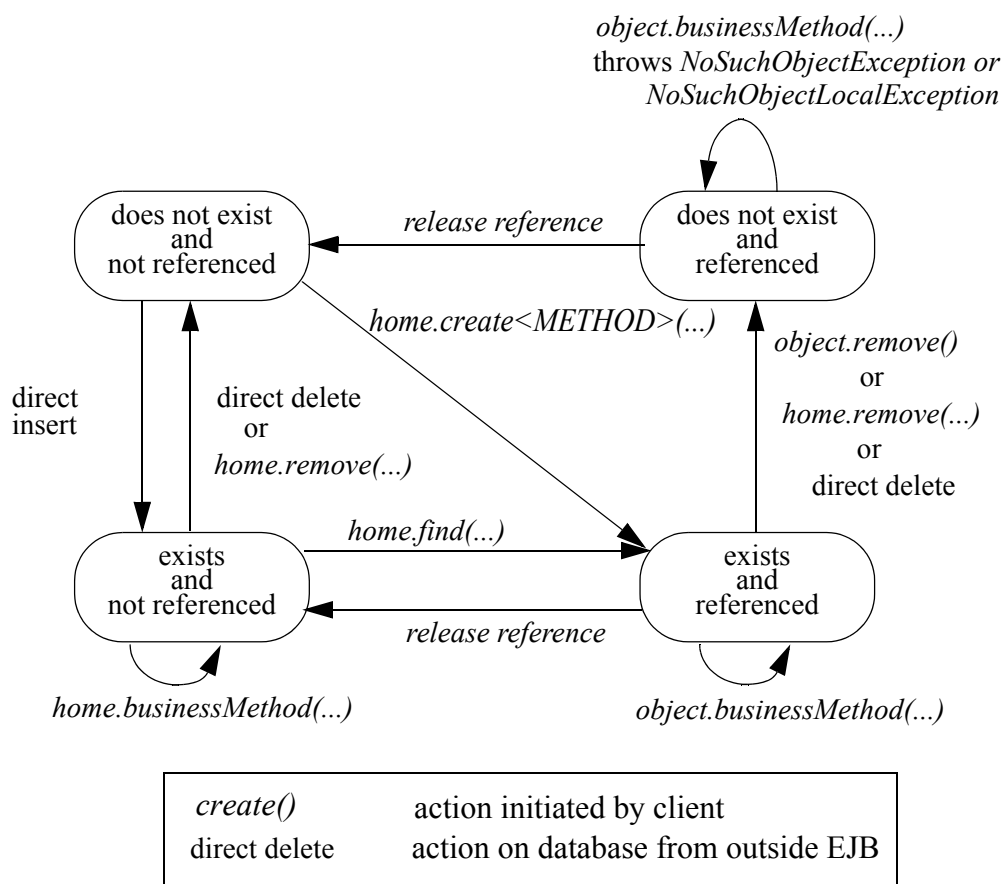 object.businessMethod(...)
throws NoSuchObjectException or
NoSuchObjectLocalException
does not exist
and
not referenced
release reference
does not exist
and
referenced
home.create<METHOD>(...)
object.remove()
or
home.remove(...)
or
direct delete
direct
insert
direct delete
or
home.remove(...)
exists
and
not referenced
home.find(...)
release reference
exists
and
referenced
home.businessMethod(...)
object.businessMethod(...)
create() action initiated by client
direct delete action on database from outside EJB